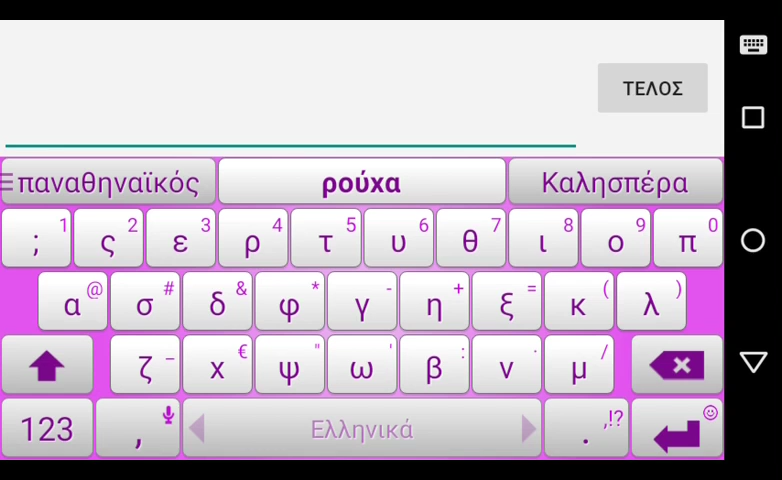 ΤΕΛΟΣ
παναθηναϊκός ρούχα Καλησπέρα
; 1 ς 2 ε 3 ρ 4 τ 5 υ 6 θ 7 ι 8 ο 9 π 0
α @ σ # δ & φ * γ - η + ξ = κ ( λ )
ζ _ χ € ψ " ω ' β : ν · μ /
123 , Ελληνικά . ,!?